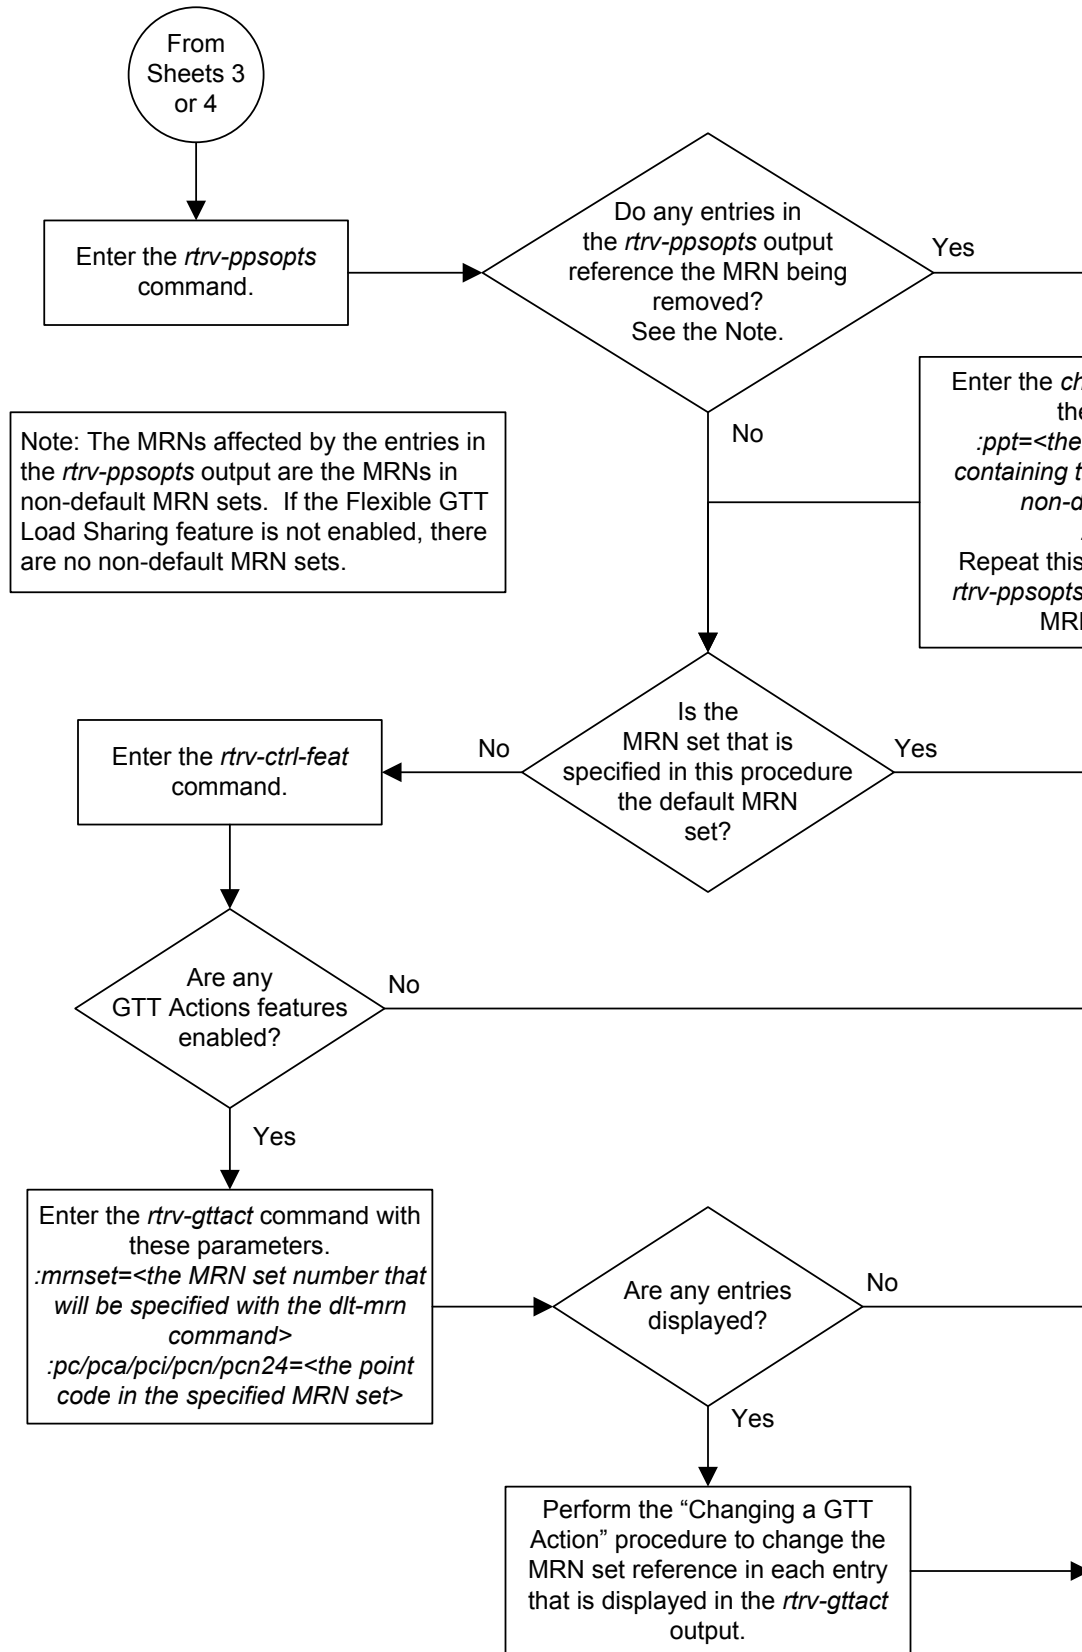 From
Sheets 3
or 4
Enter the rtrv-ppsopts
command.
Do any entries in
the rtrv-ppsopts output
reference the MRN being
removed?
See the Note.
Yes
No
Note: The MRNs affected by the entries in
the rtrv-ppsopts output are the MRNs in
non-default MRN sets. If the Flexible GTT
Load Sharing feature is not enabled, there
are no non-default MRN sets.
Enter the
the
:ppt=<the
containing
non-d
Repeat this
rtrv-ppsopts
Is the
MRN set that is
specified in this procedure
the default MRN
set?
No
Yes
Enter the rtrv-ctrl-feat
command.
Are any
GTT Actions features
enabled?
No
Yes
Enter the rtrv-gttact command with
these parameters.
:mrnset=<the MRN set number that
will be specified with the dlt-mrn
command>
:pc/pca/pci/pcn/pcn24=<the point
code in the specified MRN set>
Are any entries
displayed?
No
Yes
Perform the “Changing a GTT
Action” procedure to change the
MRN set reference in each entry
that is displayed in the rtrv-gttact
output.